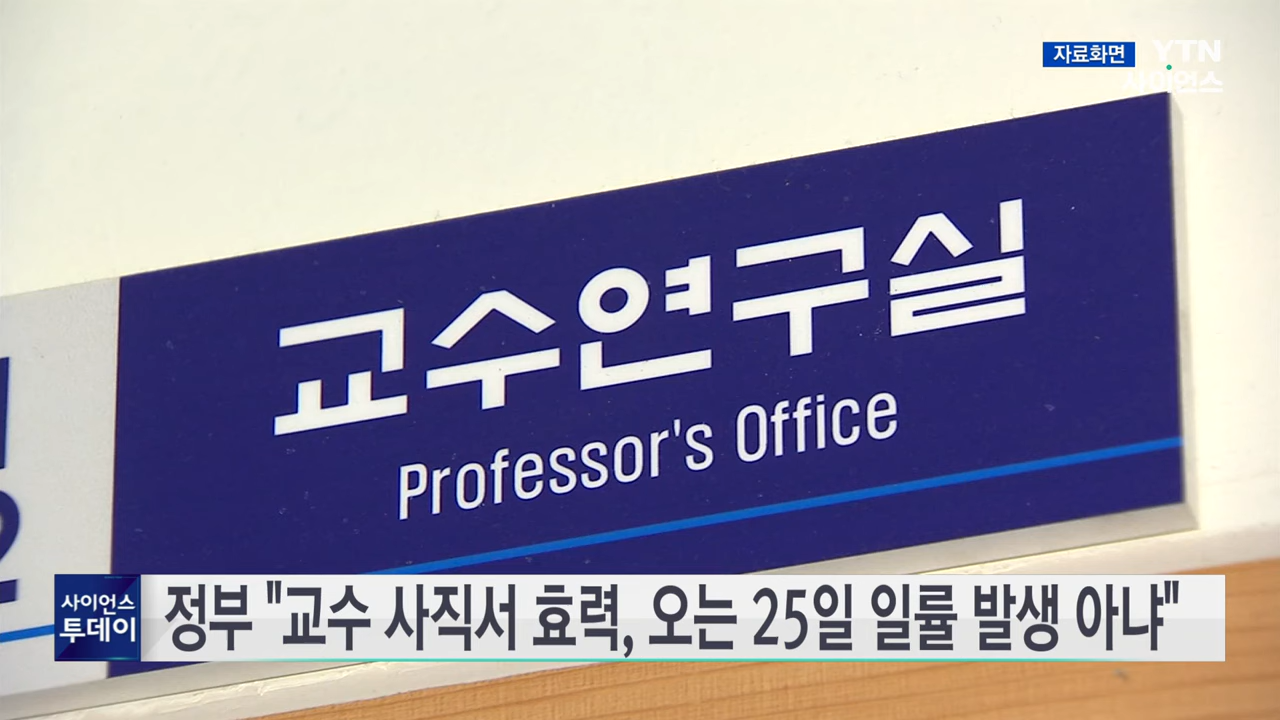 자료화면
YTN
사이언스
교수연구실
Professor's Office
2
사이언스
투데이
정부 "교수 사직서 효력, 오는 25일 일률 발생 아냐"